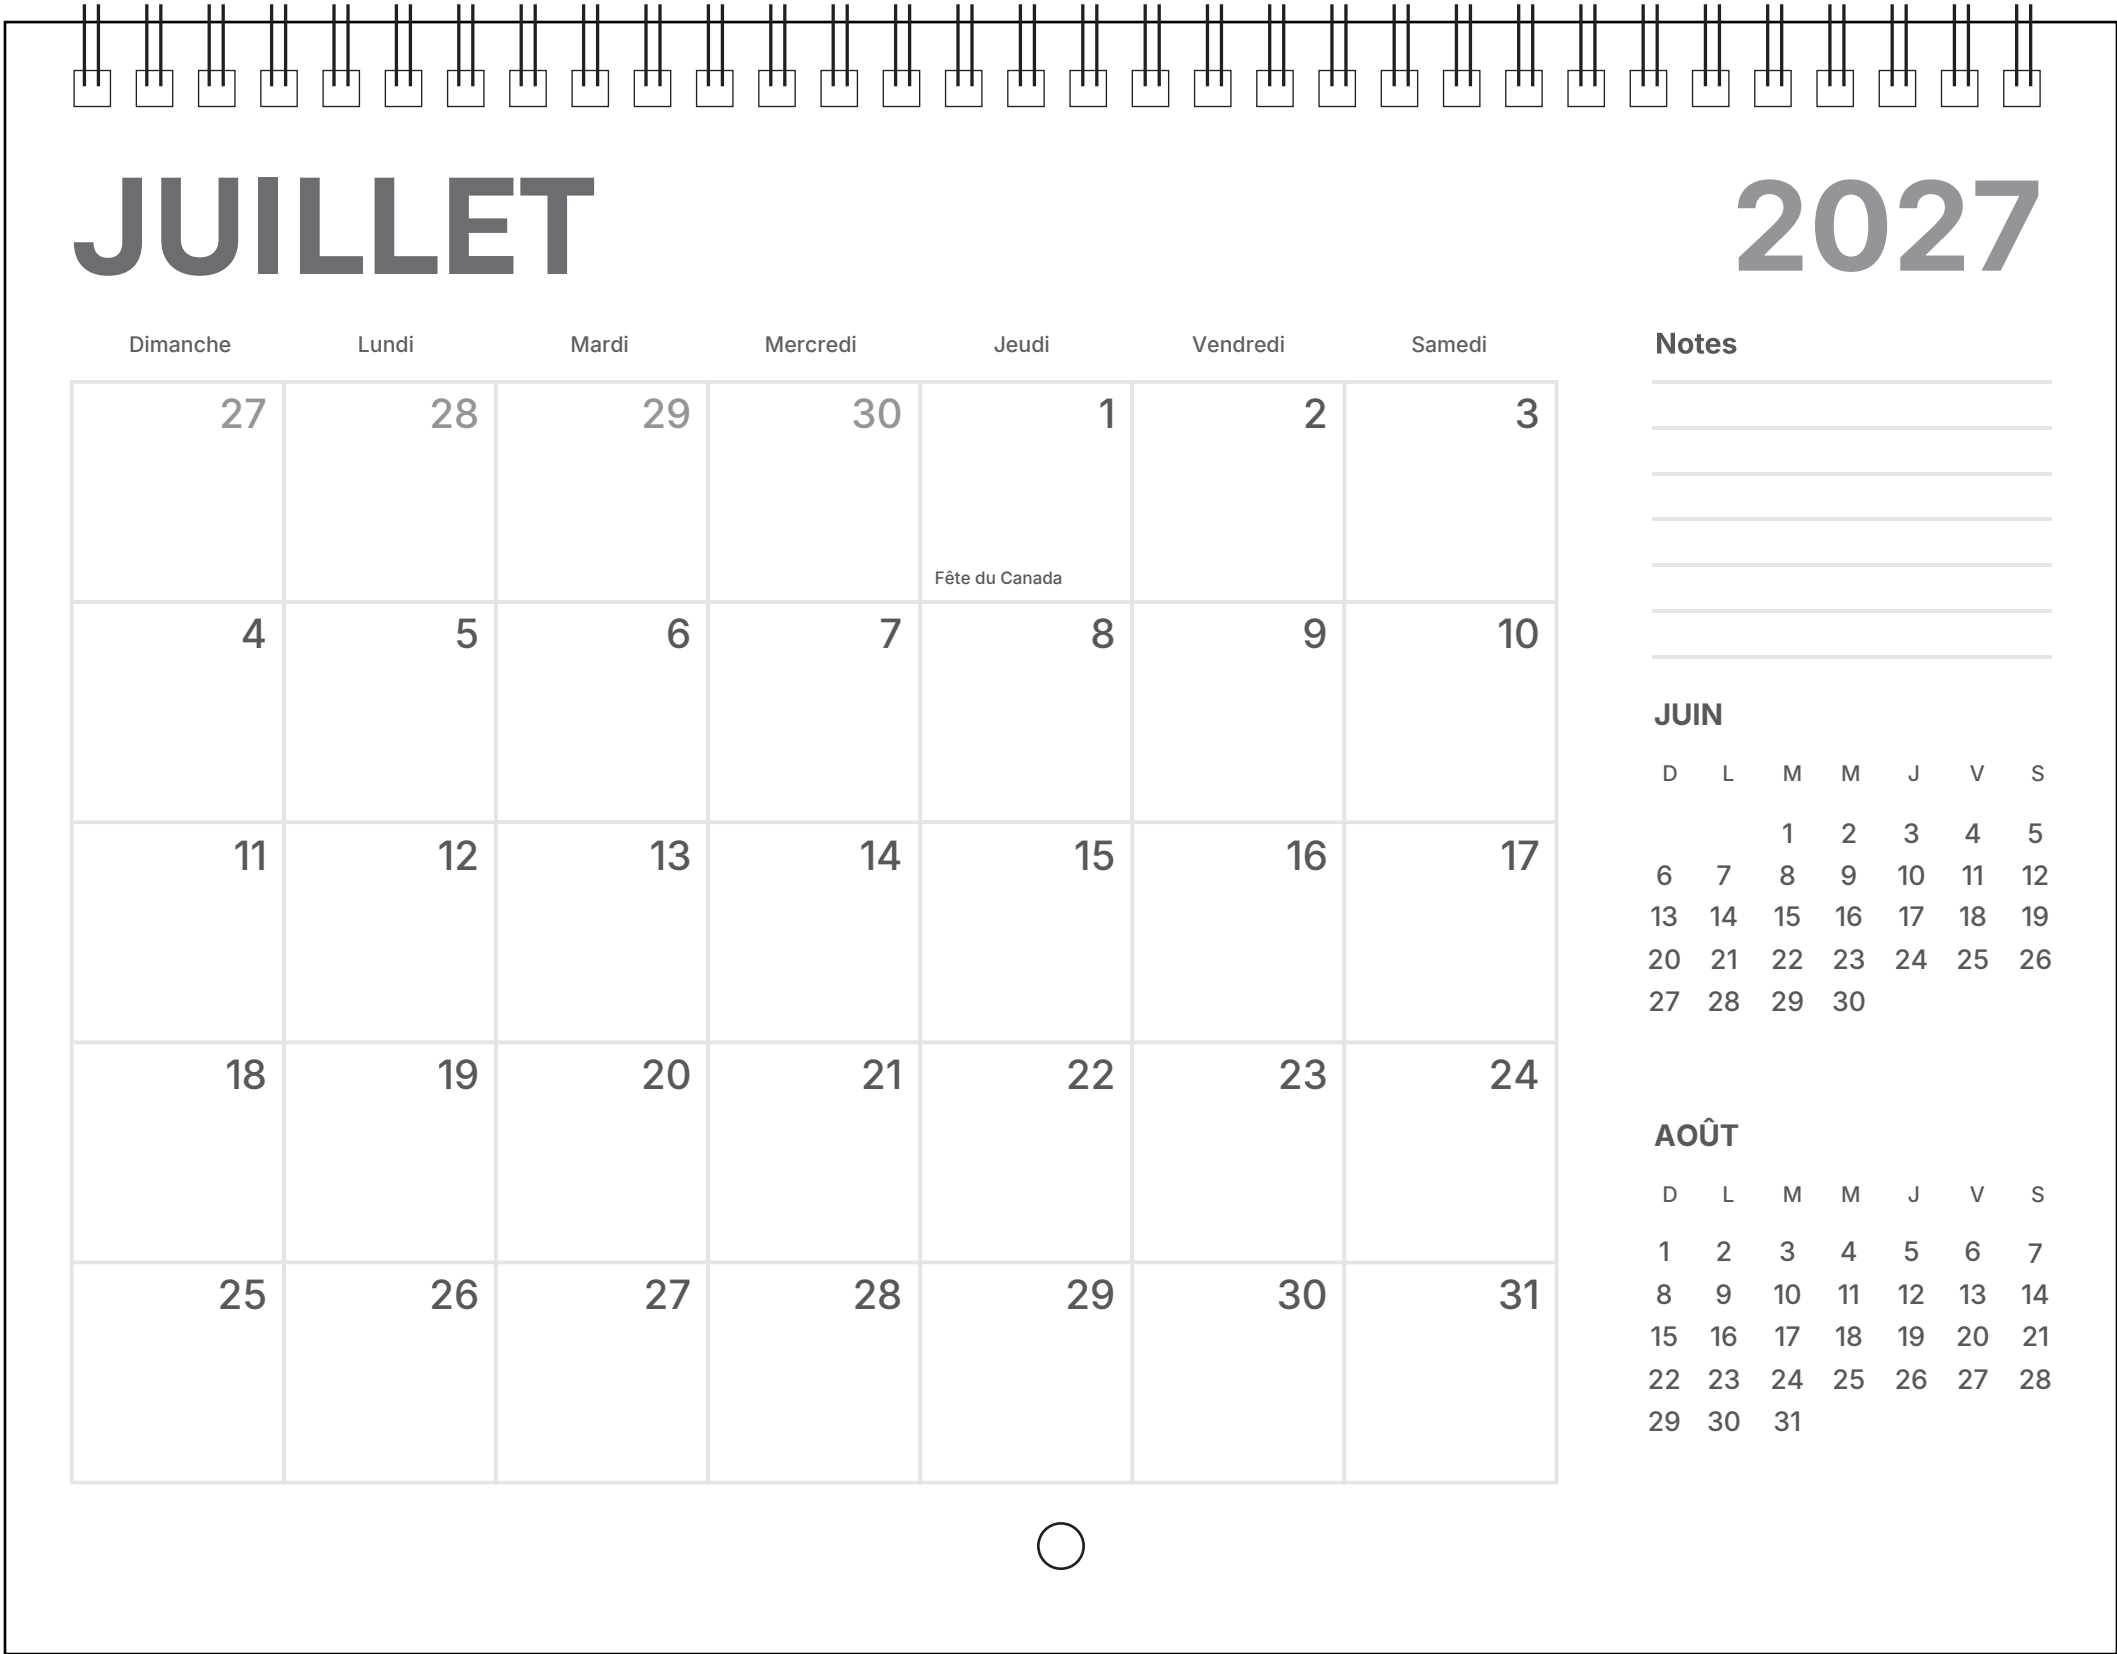 JUILLET 2027
Dimanche Lundi Mardi Mercredi Jeudi Vendredi Samedi
27 28 29 30 1 2 3
Fête du Canada
4 5 6 7 8 9 10
11 12 13 14 15 16 17
18 19 20 21 22 23 24
25 26 27 28 29 30 31
Notes
JUIN
D L M M J V S
1 2 3 4 5
6 7 8 9 10 11 12
13 14 15 16 17 18 19
20 21 22 23 24 25 26
27 28 29 30
AOÛT
D L M M J V S
1 2 3 4 5 6 7
8 9 10 11 12 13 14
15 16 17 18 19 20 21
22 23 24 25 26 27 28
29 30 31